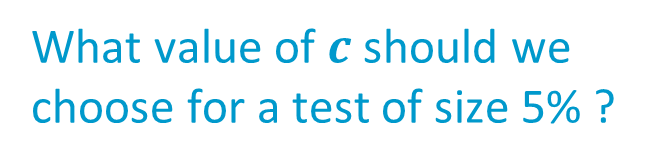 What value of c should we
choose for a test of size 5% ?